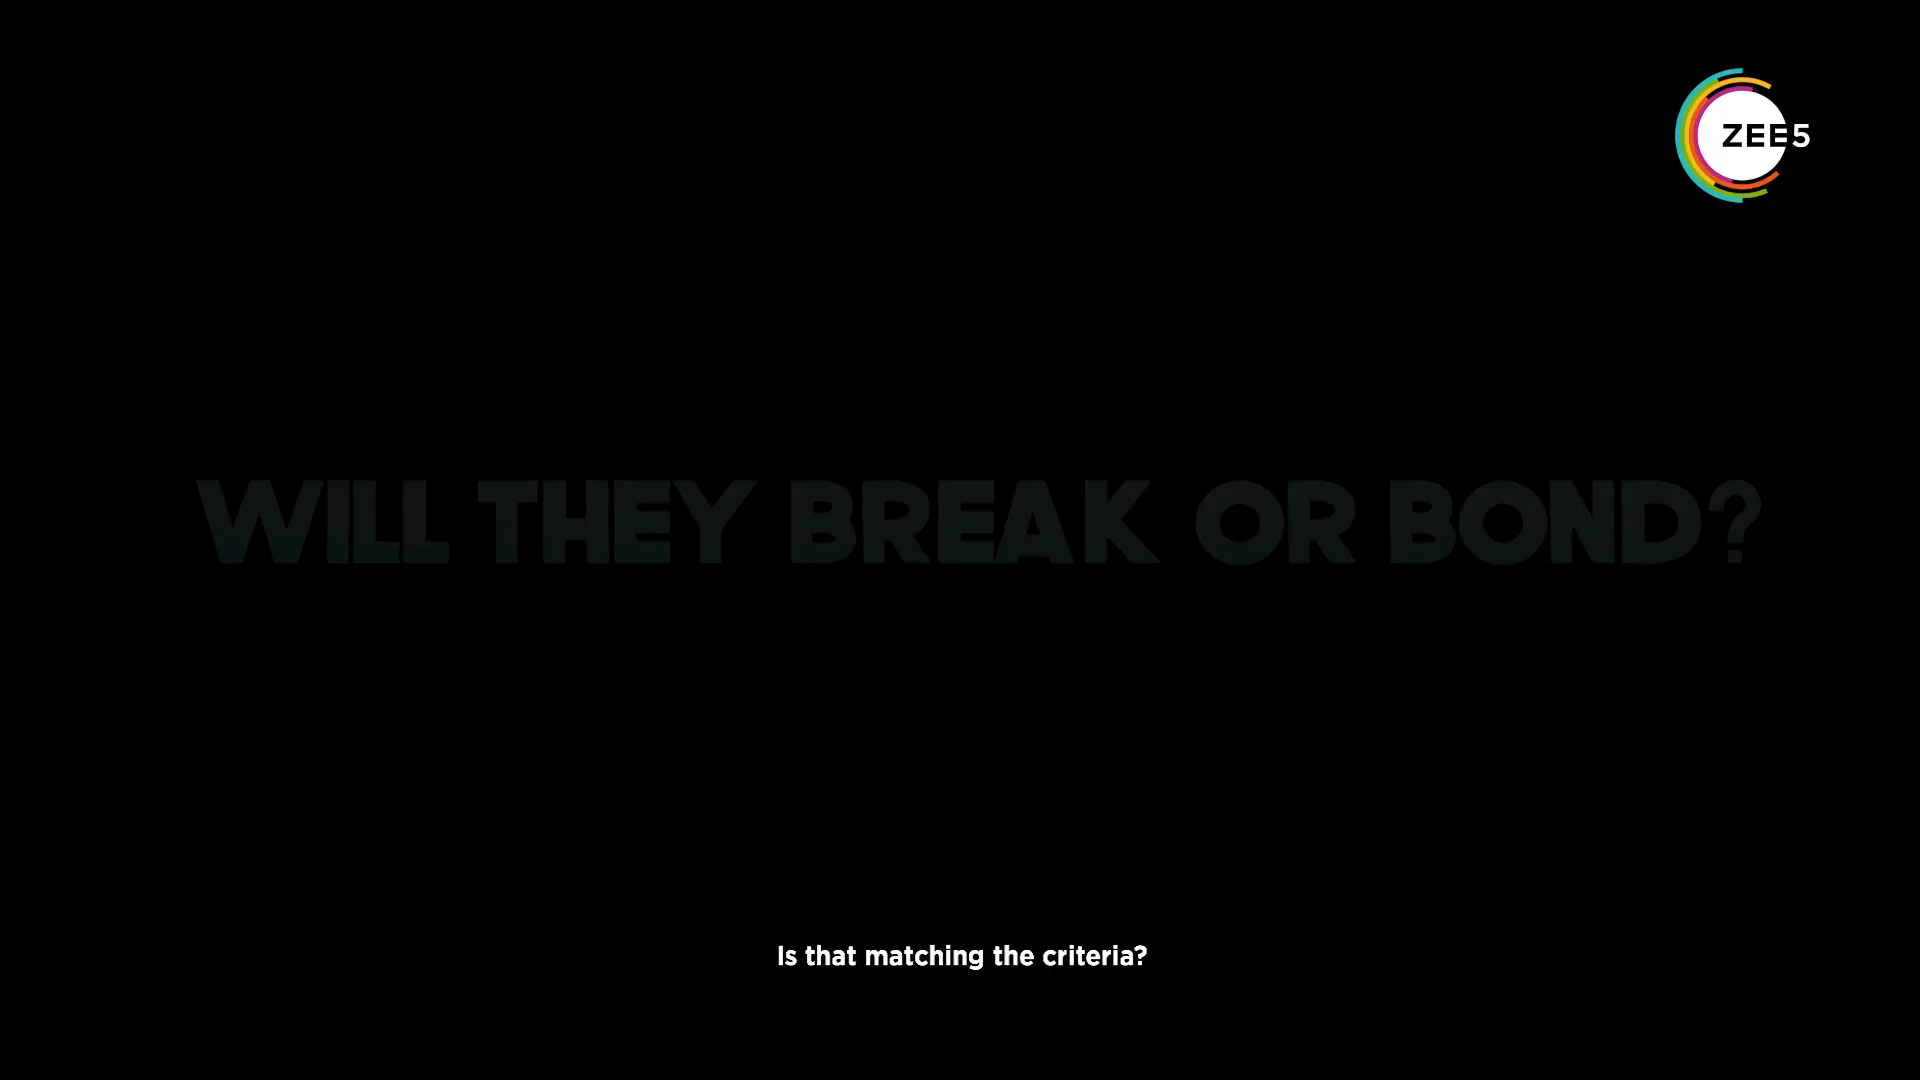 ZEE5
WILL THEY BREAK OR BOND?
Is that matching the criteria?